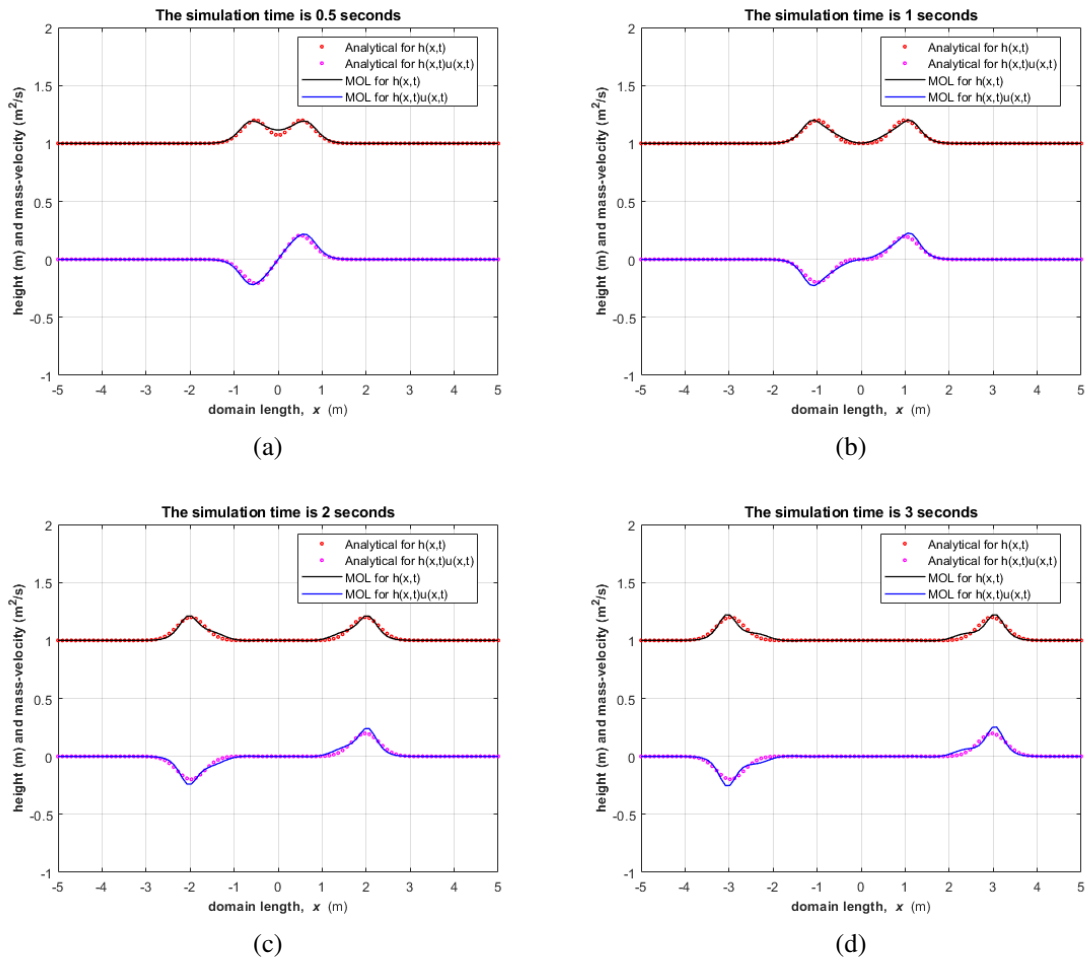 The simulation time is 0.5 seconds
2
1.5
1
0.5
0
-0.5
-1
height (m) and mass-velocity (m²/s)
Analytical for h(x,t)
Analytical for h(x,t)u(x,t)
MOL for h(x,t)
MOL for h(x,t)u(x,t)
-5 -4 -3 -2 -1 0 1 2 3 4 5
domain length, x (m)
(a)
The simulation time is 1 seconds
2
1.5
1
0.5
0
-0.5
-1
height (m) and mass-velocity (m²/s)
Analytical for h(x,t)
Analytical for h(x,t)u(x,t)
MOL for h(x,t)
MOL for h(x,t)u(x,t)
-5 -4 -3 -2 -1 0 1 2 3 4 5
domain length, x (m)
(b)
The simulation time is 2 seconds
2
1.5
1
0.5
0
-0.5
-1
height (m) and mass-velocity (m²/s)
Analytical for h(x,t)
Analytical for h(x,t)u(x,t)
MOL for h(x,t)
MOL for h(x,t)u(x,t)
-5 -4 -3 -2 -1 0 1 2 3 4 5
domain length, x (m)
(c)
The simulation time is 3 seconds
2
1.5
1
0.5
0
-0.5
-1
height (m) and mass-velocity (m²/s)
Analytical for h(x,t)
Analytical for h(x,t)u(x,t)
MOL for h(x,t)
MOL for h(x,t)u(x,t)
-5 -4 -3 -2 -1 0 1 2 3 4 5
domain length, x (m)
(d)